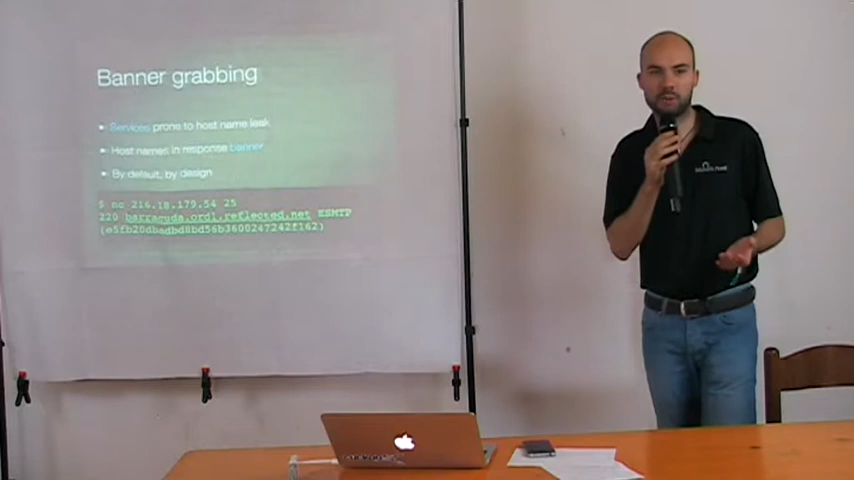 Banner grabbing
Services prone to host name leak
Host names in response banner
By default, by design
$ nc 216.18.179.54 25
220 barracuda.ord1.reflected.net ESMTP
(e5fb20dbadbd8bd56b3600247242f162)